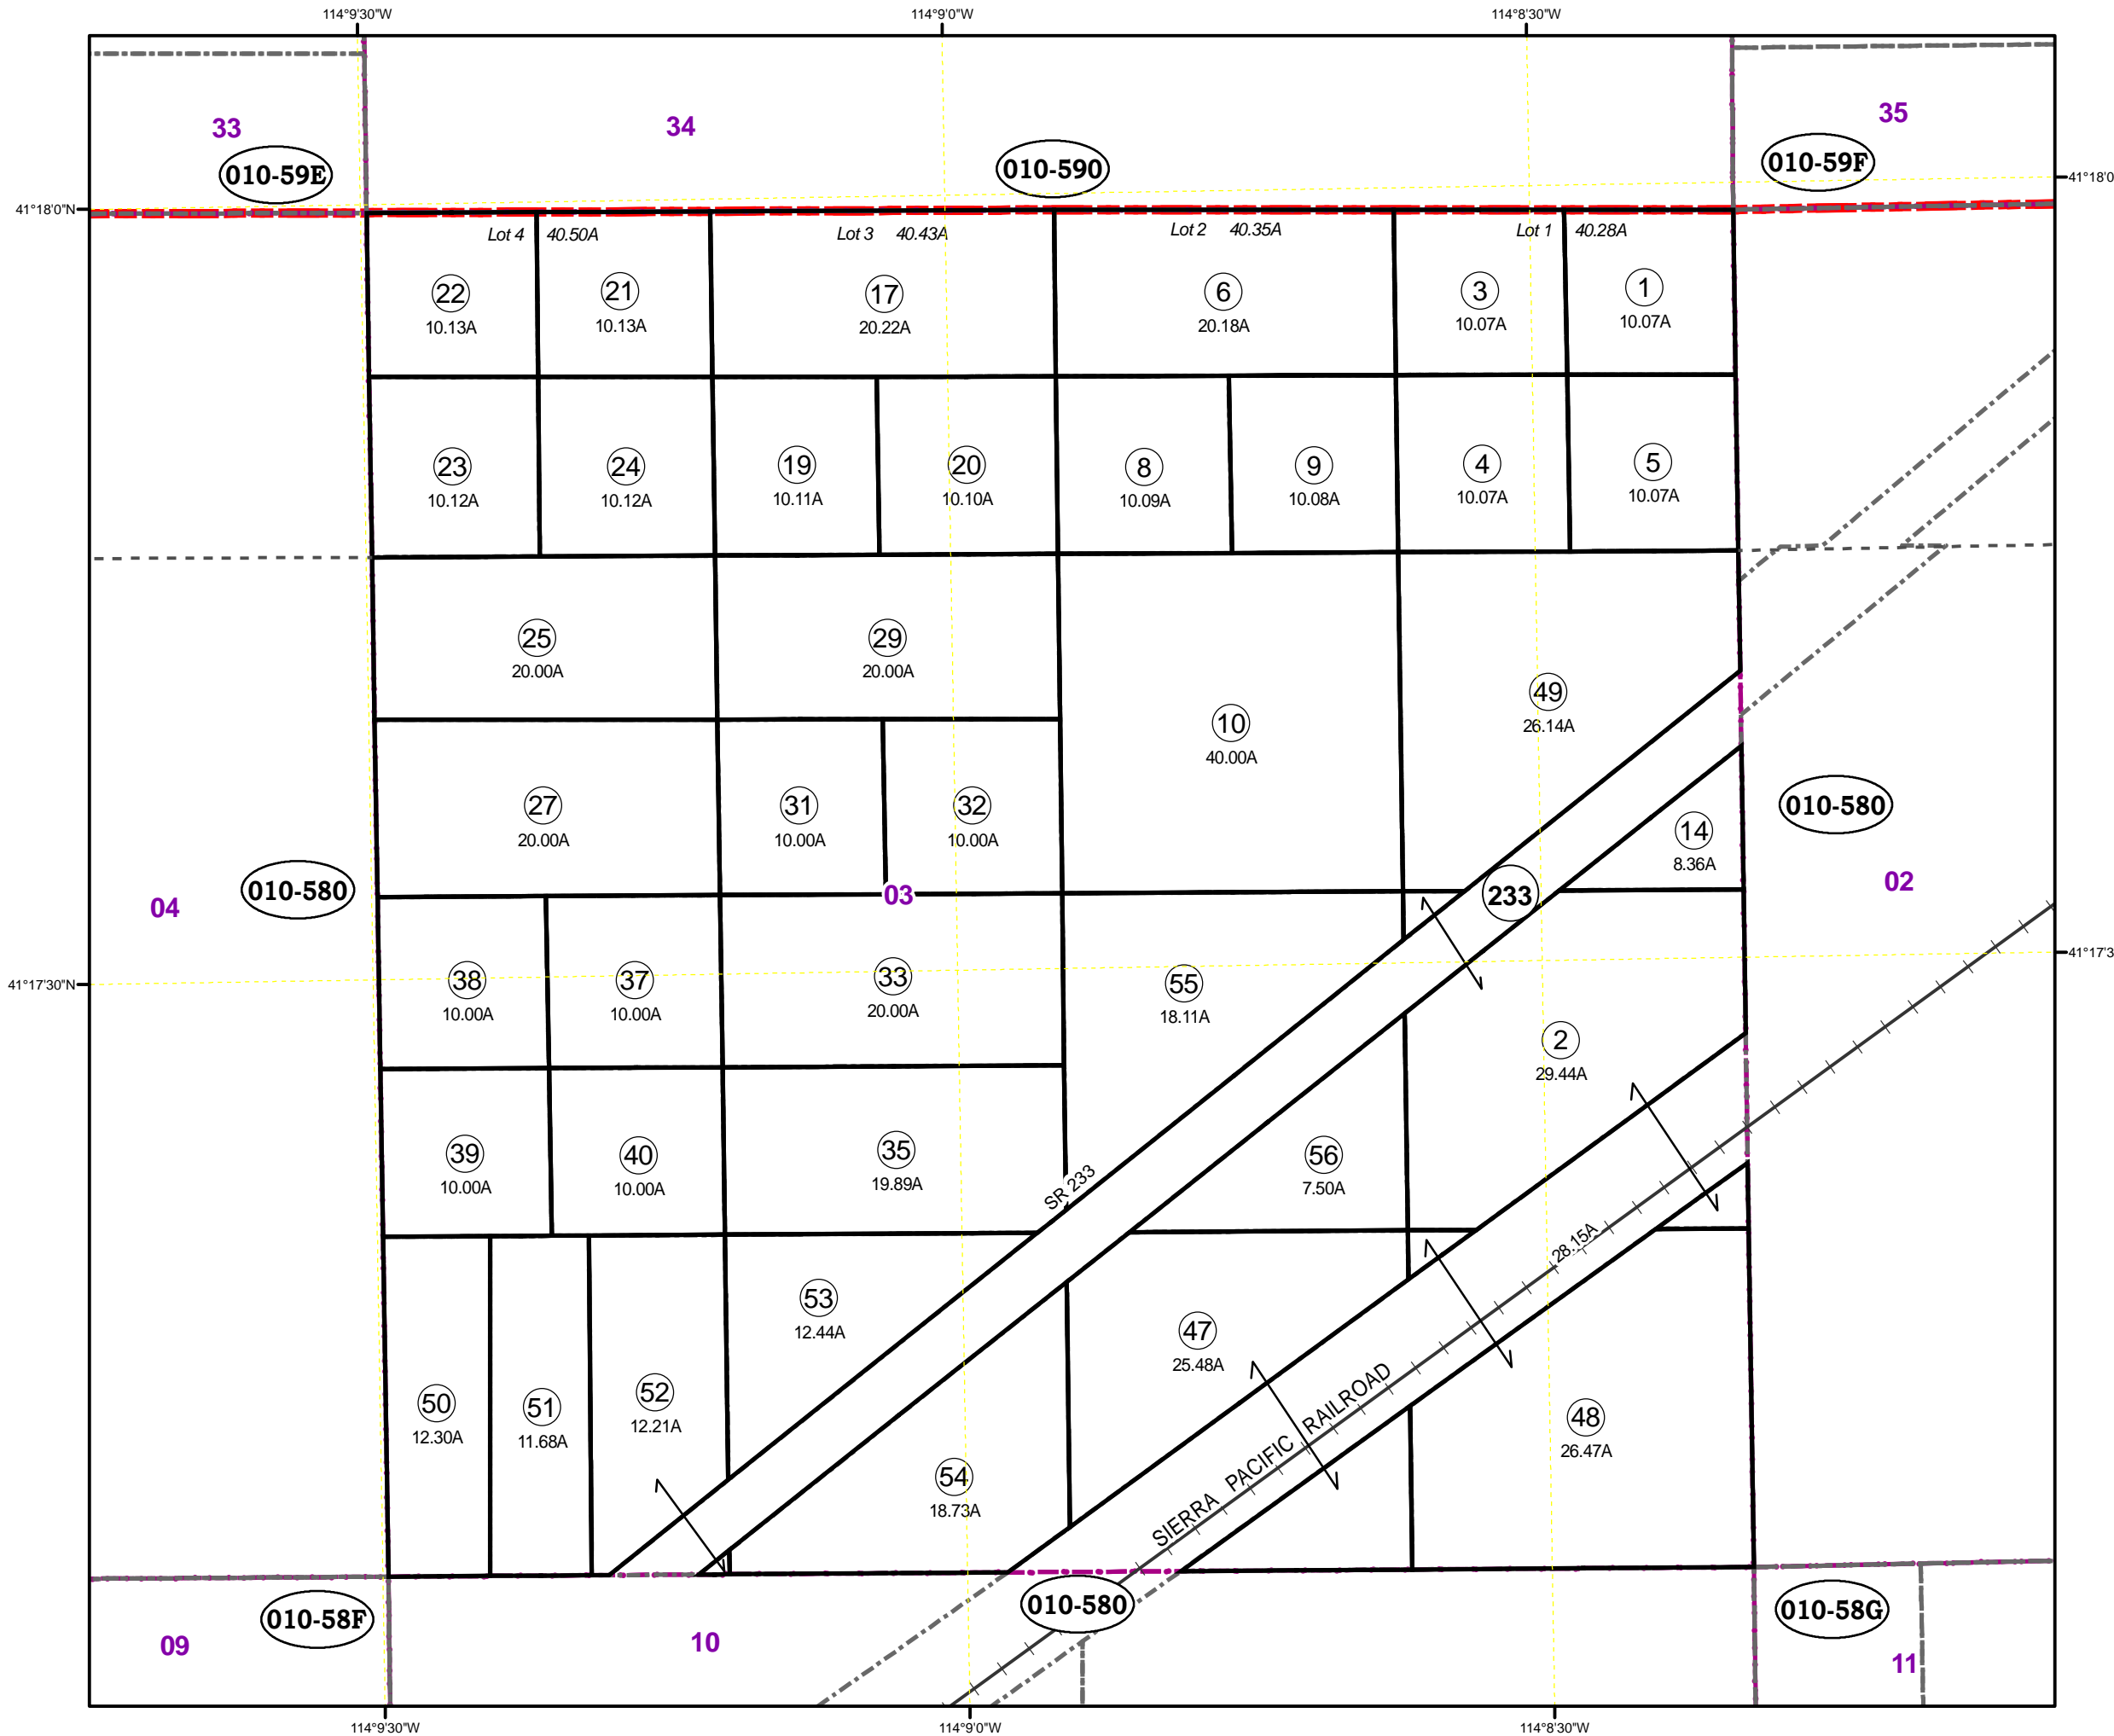 114°9'30"W 114°9'0"W 114°8'30"W
33 34 35
010-59E 010-590 010-59F
41°18'0"N 41°18'0
Lot 4 40.50A Lot 3 40.43A Lot 2 40.35A Lot 1 40.28A
22 21 17 6 3 1
10.13A 10.13A 20.22A 20.18A 10.07A 10.07A
23 24 19 20 8 9 4 5
10.12A 10.12A 10.11A 10.10A 10.09A 10.08A 10.07A 10.07A
25 29
20.00A 20.00A
49
26.14A
10
40.00A
27 31 32 010-580
20.00A 10.00A 10.00A
14
8.36A
04 010-580 03 233 02
38 37 33 55
10.00A 10.00A 20.00A 18.11A
41°17'30"N 41°17'3
2
29.44A
39 40 35 56
10.00A 10.00A 19.89A 7.50A
SR 233
28.15A
53 47
12.44A 25.48A
50 51 52 48
12.30A 11.68A 12.21A 26.47A
SIERRA PACIFIC RAILROAD
54
18.73A
010-58F 010-580 010-58G
09 10 11
114°9'30"W 114°9'0"W 114°8'30"W